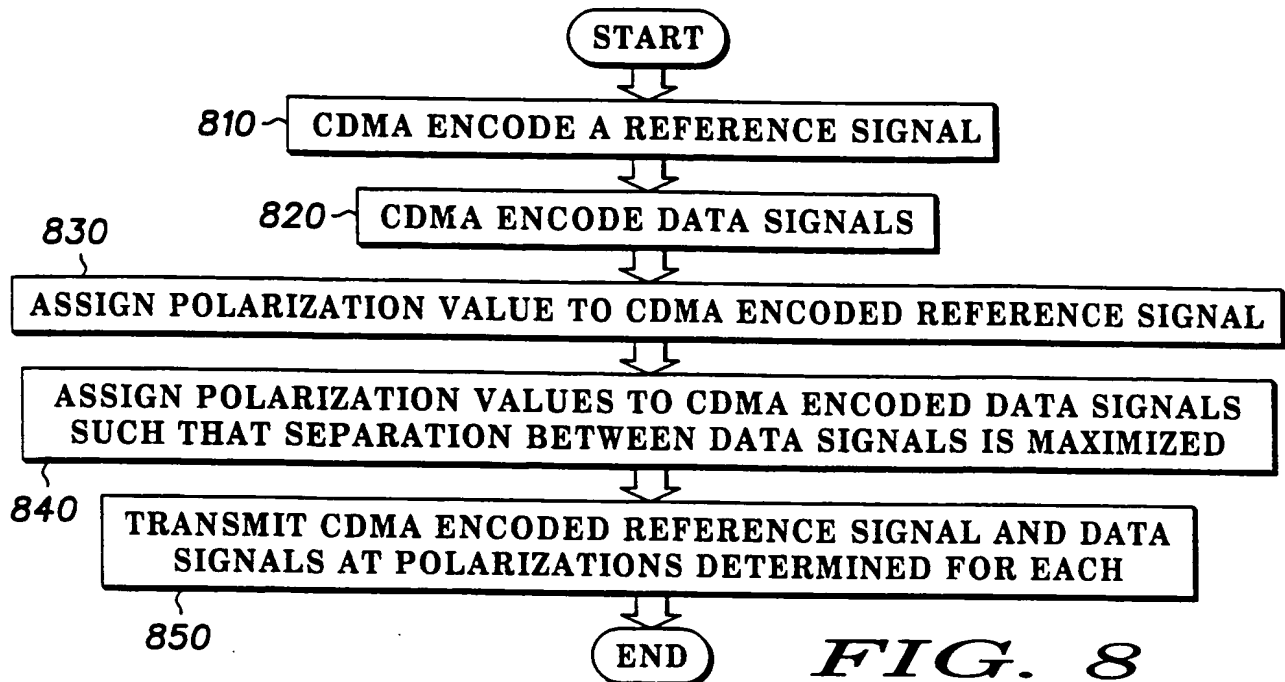 START
810
CDMA ENCODE A REFERENCE SIGNAL
820
CDMA ENCODE DATA SIGNALS
830
ASSIGN POLARIZATION VALUE TO CDMA ENCODED REFERENCE SIGNAL
ASSIGN POLARIZATION VALUES TO CDMA ENCODED DATA SIGNALS
SUCH THAT SEPARATION BETWEEN DATA SIGNALS IS MAXIMIZED
840
TRANSMIT CDMA ENCODED REFERENCE SIGNAL AND DATA
SIGNALS AT POLARIZATIONS DETERMINED FOR EACH
850
END
FIG. 8